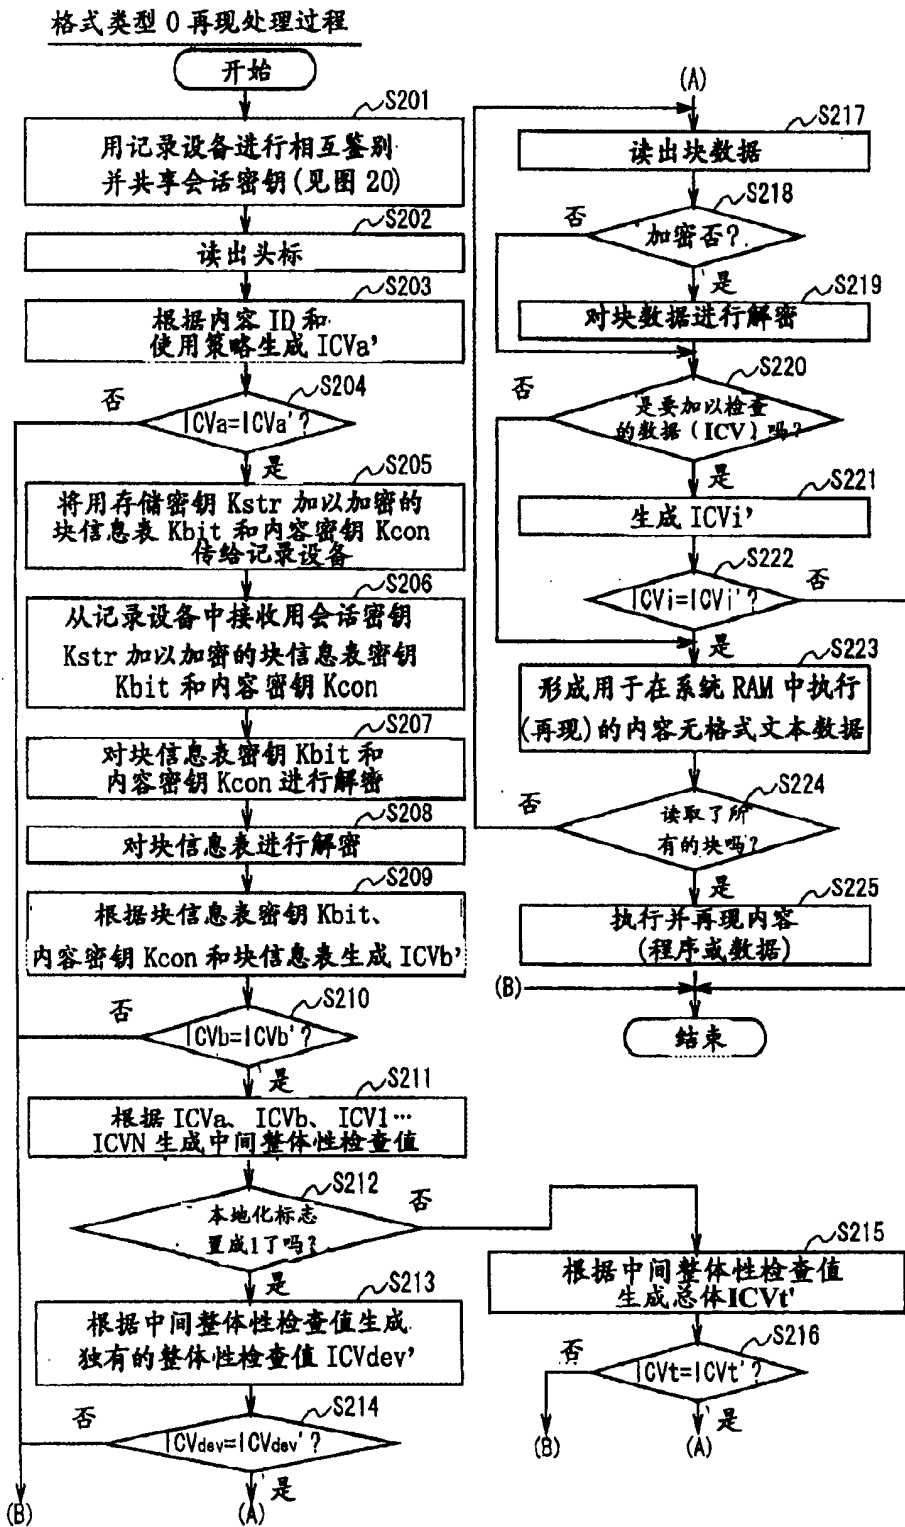 格式类型 0 再现处理过程
开始
S201
用记录设备进行相互鉴别
并共享会话密钥(见图 20)
S202
读出头标
S203
根据内容 ID 和
使用策略生成 ICVa'
S204
否
ICVa=ICVa'?
是
S205
将用存储密钥 Kstr 加以加密的
块信息表 Kbit 和内容密钥 Kcon
传给记录设备
S206
从记录设备中接收用会话密钥
Kstr 加以加密的块信息表密钥
Kbit 和内容密钥 Kcon
S207
对块信息表密钥 Kbit 和
内容密钥 Kcon 进行解密
S208
对块信息表进行解密
S209
根据块信息表密钥 Kbit、
内容密钥 Kcon 和块信息表生成 ICVb'
S210
否
ICVb=ICVb'?
是
S211
根据 ICVa、ICVb、ICV1…
ICVN 生成中间整体性检查值
S212
否
本地化标志
置成1了吗?
是
S213
根据中间整体性检查值生成
独有的整体性检查值 ICVdev'
S214
否
ICVdev=ICVdev'?
是
(B)
(A)
S215
根据中间整体性检查值
生成总体ICVt'
S216
否
ICVt=ICVt'?
是
(B)
(A)
(A)
S217
读出块数据
S218
否
加密否?
是
S219
对块数据进行解密
S220
否
是要加以检查
的数据(ICV)吗?
是
S221
生成 ICVi'
S222
否
ICVi=ICVi'?
是
S223
形成用于在系统 RAM 中执行
(再现)的内容无格式文本数据
S224
否
读取了所
有的块吗?
是
S225
执行并再现内容
(程序或数据)
(B)
结束